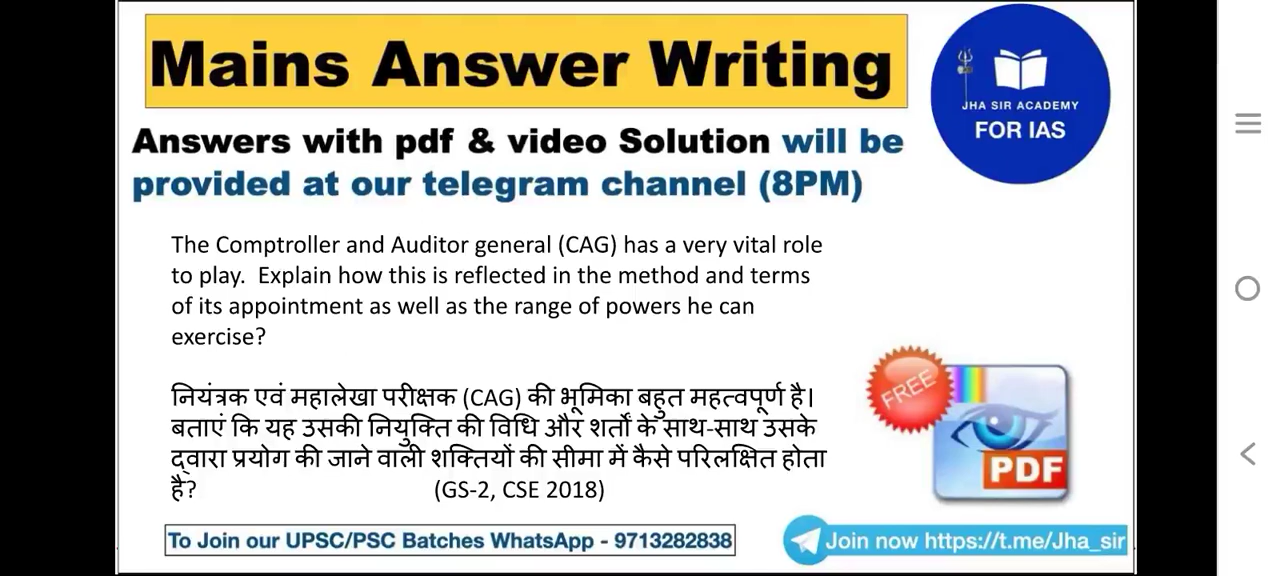 Mains Answer Writing
JHA SIR ACADEMY
FOR IAS
Answers with pdf & video Solution will be
provided at our telegram channel (8PM)
The Comptroller and Auditor general (CAG) has a very vital role
to play.  Explain how this is reflected in the method and terms
of its appointment as well as the range of powers he can
exercise?
नियंत्रक एवं महालेखा परीक्षक (CAG) की भूमिका बहुत महत्वपूर्ण है।
बताएं कि यह उसकी नियुक्ति की विधि और शर्तों के साथ-साथ उसके
द्वारा प्रयोग की जाने वाली शक्तियों की सीमा में कैसे परिलक्षित होता
है? (GS-2, CSE 2018)
FREE
PDF
To Join our UPSC/PSC Batches WhatsApp - 9713282838
Join now https://t.me/Jha_sir